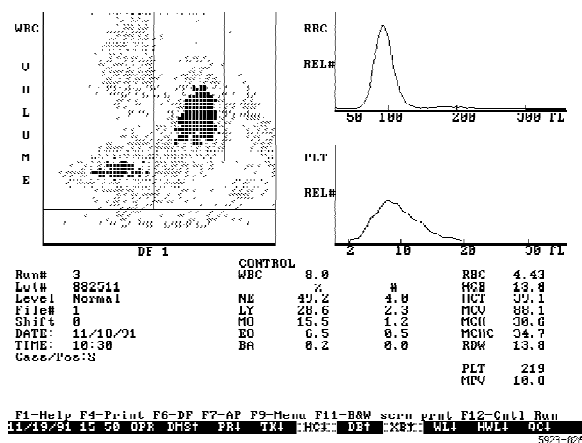 WBC
VOLUME
DF 1
RBC
REL#
50 100 200 300 fL
PLT
REL#
2 10 20 30 fL
CONTROL
Run# 3 WBC 8.0 RBC 4.43
Lot# 882511 % # HGB 13.8
Level Normal NE 49.2 4.0 HCT 39.1
File# 1 LY 28.6 2.3 MCV 88.1
Shift 0 MO 15.5 1.2 MCH 30.6
DATE: 11/18/91 EO 6.5 0.5 MCHC 34.7
TIME: 10:30 BA 0.2 0.0 RDW 13.8
Cass/Pos:S
PLT 219
MPV 10.0
F1-Help F4-Print F6-DF F7-AP F9-Menu F11-B&W scrn prnt F12-Cntl Run
11/19/91 15 50 OPR DMS↑ PR↓ TK↓ HC↕ DB↑ XB↑ WL↓ HWL↓ QC↓